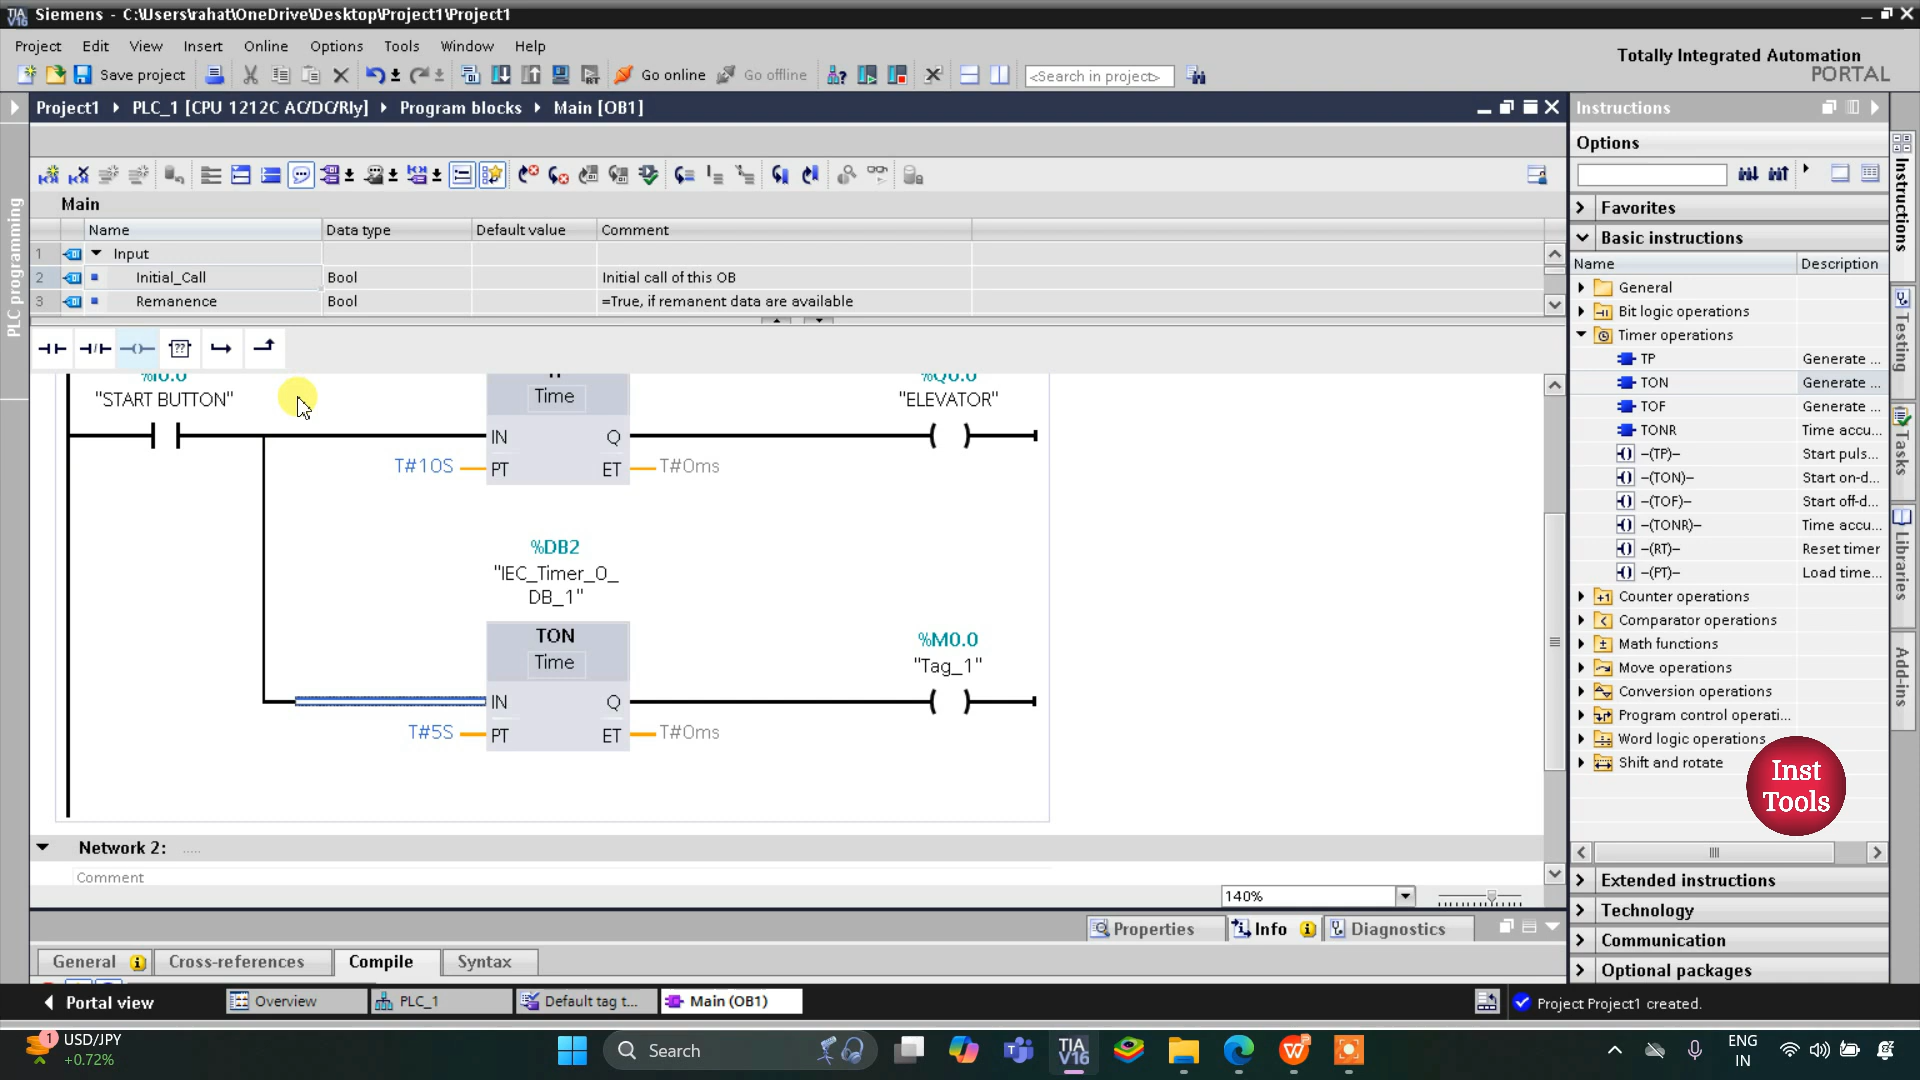 Siemens - C:\Users\rahat\OneDrive\Desktop\Project1\Project1
Project Edit View Insert Online Options Tools Window Help
Totally Integrated Automation
PORTAL
Save project
Go online
Go offline
<Search in project>
Project1 PLC_1 [CPU 1212C AC/DC/Rly] Program blocks Main [OB1]
Instructions
Options
Main
Name Data type Default value Comment
1 Input
2 Initial_Call Bool Initial call of this OB
3 Remanence Bool =True, if remanent data are available
PLC programming
"START BUTTON"
Time
%Q0.0
"ELEVATOR"
IN Q
T#10S PT ET T#0ms
%DB2
"IEC_Timer_0_
DB_1"
TON
Time
%M0.0
"Tag_1"
IN Q
T#5S PT ET T#0ms
Network 2: .....
Comment
140%
Favorites
Basic instructions
Name Description
General
Bit logic operations
Timer operations
TP Generate ...
TON Generate ...
TOF Generate ...
TONR Time accu...
-(TP)- Start puls...
-(TON)- Start on-d...
-(TOF)- Start off-d...
-(TONR)- Time accu...
-(RT)- Reset timer
-(PT)- Load time...
Counter operations
Comparator operations
Math functions
Move operations
Conversion operations
Program control operati...
Word logic operations
Shift and rotate
Inst
Tools
Extended instructions
Technology
Communication
Optional packages
Instructions
Testing
Tasks
Libraries
Add-ins
Properties Info Diagnostics
General Cross-references Compile Syntax
Portal view Overview PLC_1 Default tag t... Main (OB1)
Project Project1 created.
1
USD/JPY
+0.72%
Search
TIA
V16
ENG
IN